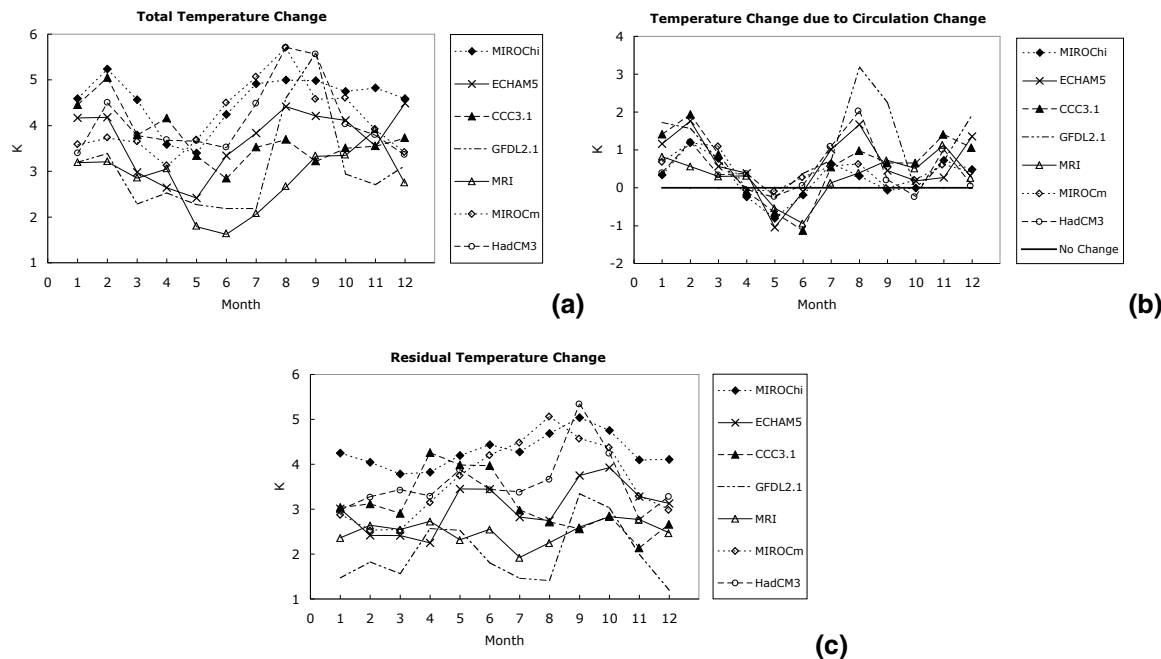 Total Temperature Change
6
5
4
3
2
1
K
0 1 2 3 4 5 6 7 8 9 10 11 12
Month
MIROChi
ECHAM5
CCC3.1
GFDL2.1
MRI
MIROCm
HadCM3
(a)
Temperature Change due to Circulation Change
4
3
2
1
0
-1
-2
K
0 1 2 3 4 5 6 7 8 9 10 11 12
Month
MIROChi
ECHAM5
CCC3.1
GFDL2.1
MRI
MIROCm
HadCM3
No Change
(b)
Residual Temperature Change
6
5
4
3
2
1
K
0 1 2 3 4 5 6 7 8 9 10 11 12
Month
MIROChi
ECHAM5
CCC3.1
GFDL2.1
MRI
MIROCm
HadCM3
(c)